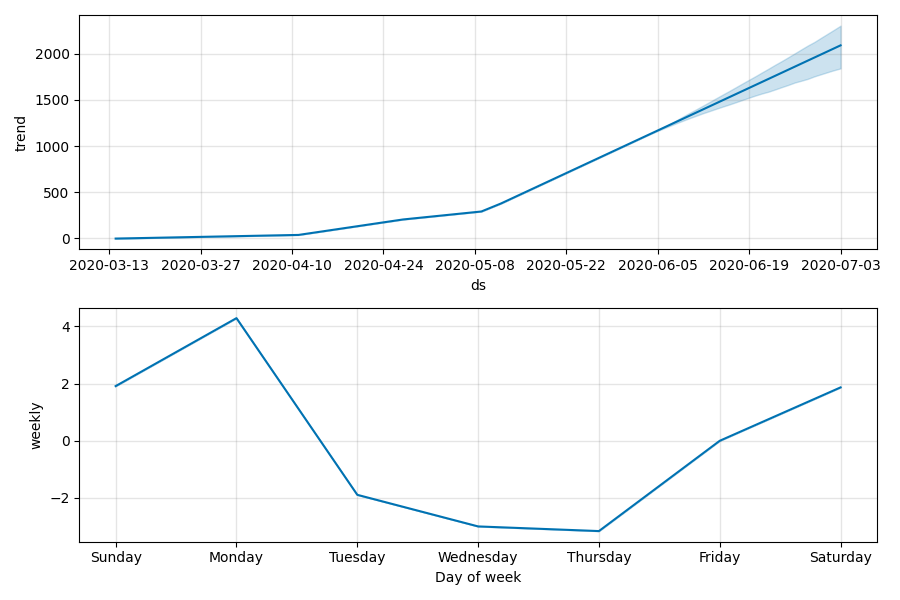 2000
1500
1000
500
0
trend
2020-03-13 2020-03-27 2020-04-10 2020-04-24 2020-05-08 2020-05-22 2020-06-05 2020-06-19 2020-07-03
ds
4
2
0
−2
weekly
Sunday Monday Tuesday Wednesday Thursday Friday Saturday
Day of week